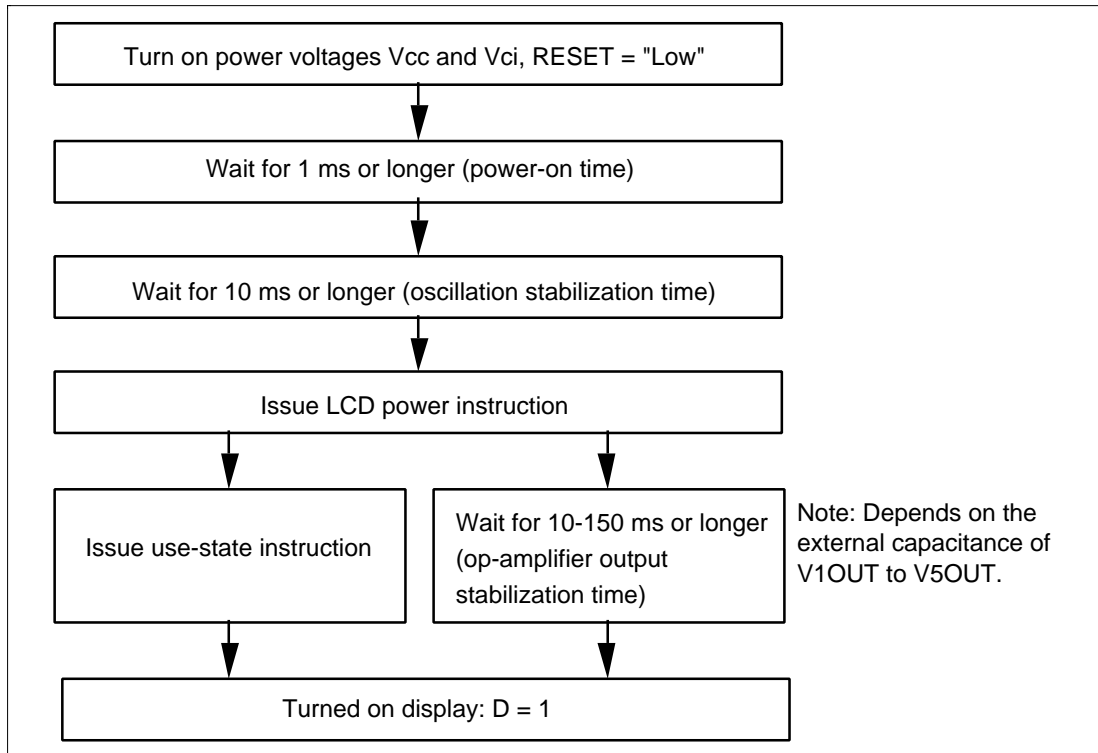 Turn on power voltages Vcc and Vci, RESET = "Low"
Wait for 1 ms or longer (power-on time)
Wait for 10 ms or longer (oscillation stabilization time)
Issue LCD power instruction
Issue use-state instruction
Wait for 10-150 ms or longer
(op-amplifier output
stabilization time)
Note: Depends on the
external capacitance of
V1OUT to V5OUT.
Turned on display: D = 1